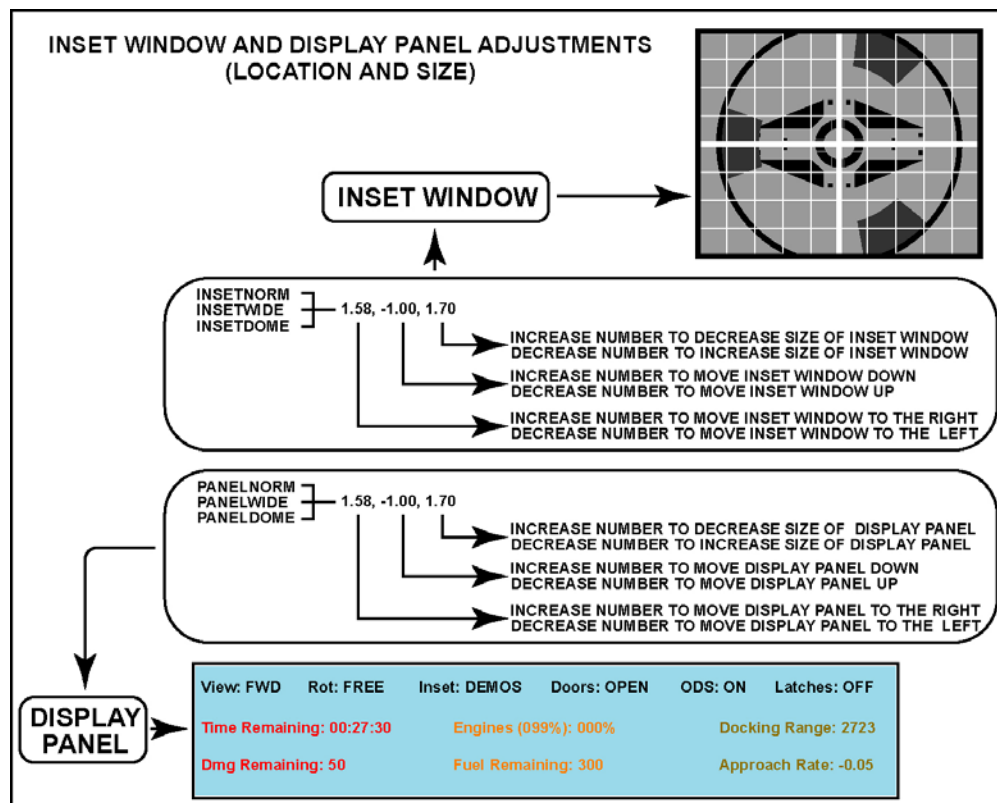 INSET WINDOW AND DISPLAY PANEL ADJUSTMENTS
(LOCATION AND SIZE)
INSET WINDOW
INSETNORM
INSETWIDE
INSETDOME
1.58, -1.00, 1.70
INCREASE NUMBER TO DECREASE SIZE OF INSET WINDOW
DECREASE NUMBER TO INCREASE SIZE OF INSET WINDOW
INCREASE NUMBER TO MOVE INSET WINDOW DOWN
DECREASE NUMBER TO MOVE INSET WINDOW UP
INCREASE NUMBER TO MOVE INSET WINDOW TO THE RIGHT
DECREASE NUMBER TO MOVE INSET WINDOW TO THE LEFT
PANELNORM
PANELWIDE
PANELDOME
1.58, -1.00, 1.70
INCREASE NUMBER TO DECREASE SIZE OF DISPLAY PANEL
DECREASE NUMBER TO INCREASE SIZE OF DISPLAY PANEL
INCREASE NUMBER TO MOVE DISPLAY PANEL DOWN
DECREASE NUMBER TO MOVE DISPLAY PANEL UP
INCREASE NUMBER TO MOVE DISPLAY PANEL TO THE RIGHT
DECREASE NUMBER TO MOVE DISPLAY PANEL TO THE LEFT
DISPLAY
PANEL
View: FWD Rot: FREE Inset: DEMOS Doors: OPEN ODS: ON Latches: OFF
Time Remaining: 00:27:30 Engines (099%): 000% Docking Range: 2723
Dmg Remaining: 50 Fuel Remaining: 300 Approach Rate: -0.05